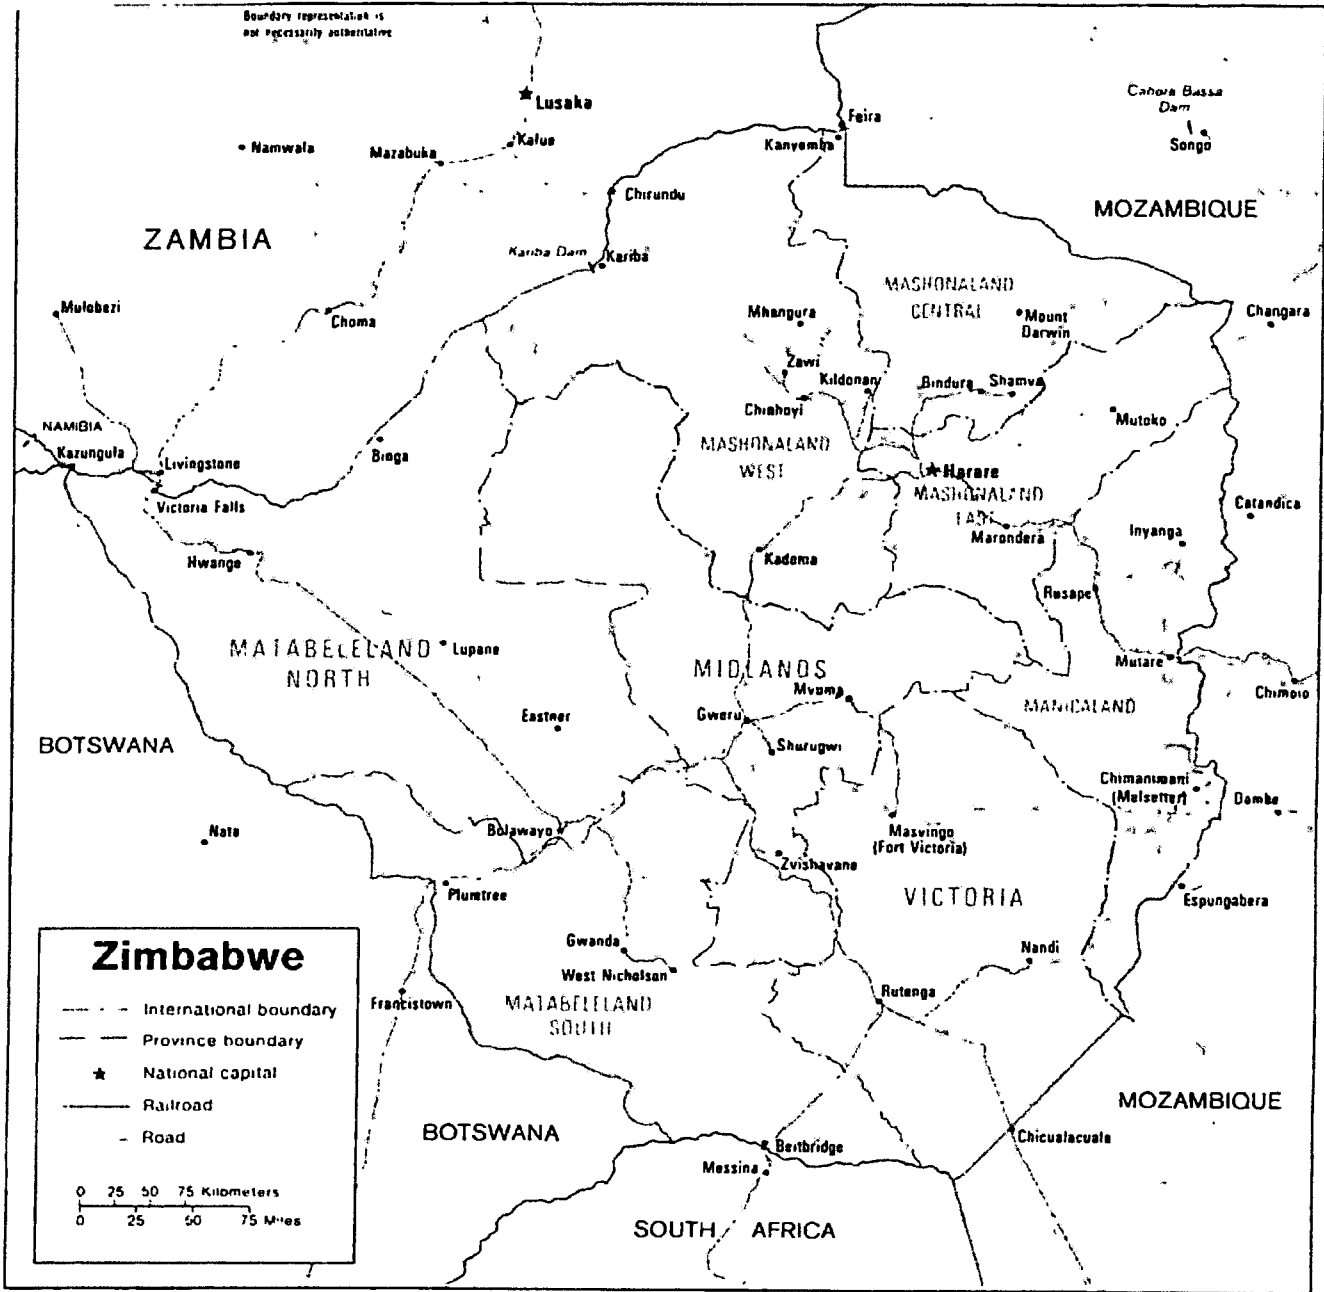 Boundary representation is
not necessarily authoritative
Lusaka
Cahora Bassa
Dam
Feira
Kafue
Kanyemba
Songo
Namwala
Mazabuka
Chirundu
MOZAMBIQUE
ZAMBIA
Kariba Dam
Kariba
MASHONALAND
CENTRAL
Mulobezi
Choma
Mhangura
Mount
Darwin
Changara
Zawi
Kildonan
Bindura
Shamva
Chinhoyi
Mutoko
NAMIBIA
Kazungula
Livingstone
Binga
MASHONALAND
WEST
Harare
MASHONALAND
EAST
Victoria Falls
Catandica
Marondera
Inyanga
Hwange
Kadoma
Rusape
MATABELELAND
NORTH
Lupane
MIDLANDS
Mutare
Mvuma
Chimoio
MANICALAND
Eastner
Gweru
BOTSWANA
Shurugwi
Chimanimani
(Melsetter)
Dombe
Nata
Bulawayo
Masvingo
(Fort Victoria)
Zvishavane
Plumtree
VICTORIA
Espungabera
Gwanda
Nandi
West Nicholson
Francistown
MATABELELAND
SOUTH
Rutenga
Zimbabwe
International boundary
Province boundary
National capital
Railroad
Road
0 25 50 75 Kilometers
0 25 50 75 Miles
MOZAMBIQUE
BOTSWANA
Chicualacuala
Beitbridge
Messina
SOUTH AFRICA